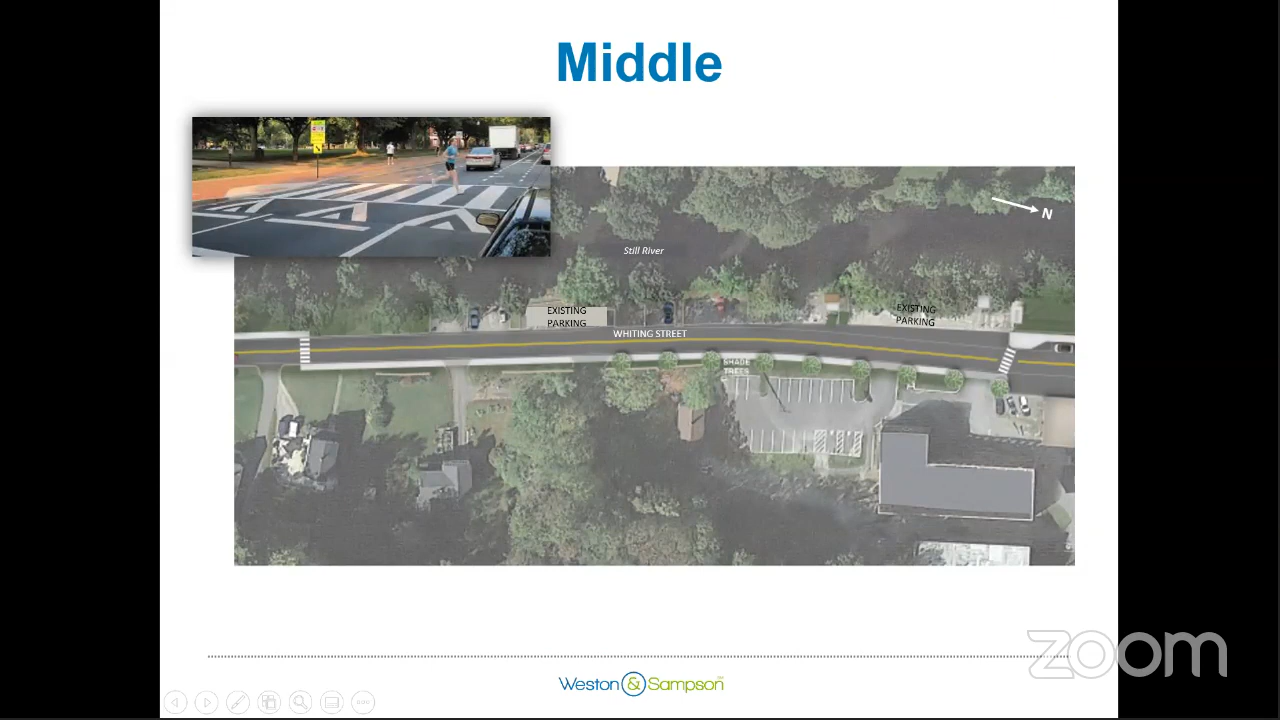 Middle
N
Still River
EXISTING
PARKING
EXISTING
PARKING
WHITING STREET
SHADE
TREES
Weston & Sampson
zoom